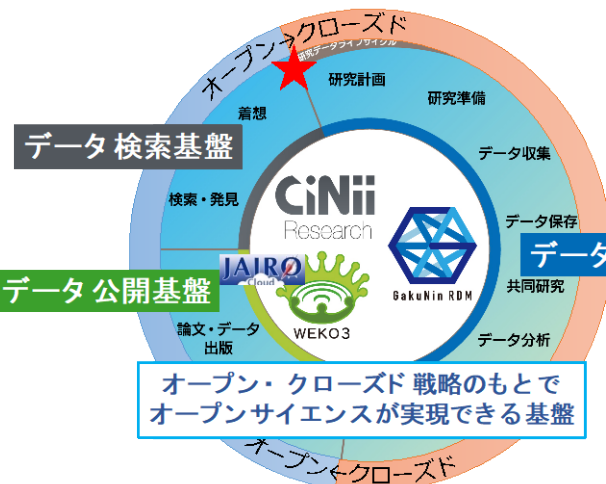 オープン→クローズド
研究データライフサイクル
研究計画
着想
研究準備
データ検索基盤
データ収集
CiNii
Research
検索・発見
データ保存
データ
JAIRO
Cloud
データ公開基盤
GakuNin RDM
共同研究
WEKO3
論文・データ
出版
データ分析
オープン・クローズド戦略のもとで
オープンサイエンスが実現できる基盤
オープン←クローズド